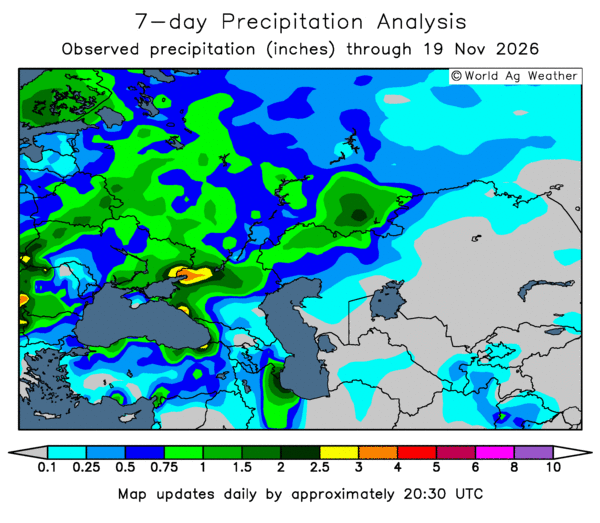 7-day Precipitation Analysis
Observed precipitation (inches) through 19 Nov 2026
© World Ag Weather
0.1 0.25 0.5 0.75 1 1.5 2 2.5 3 4 5 6 8 10
Map updates daily by approximately 20:30 UTC